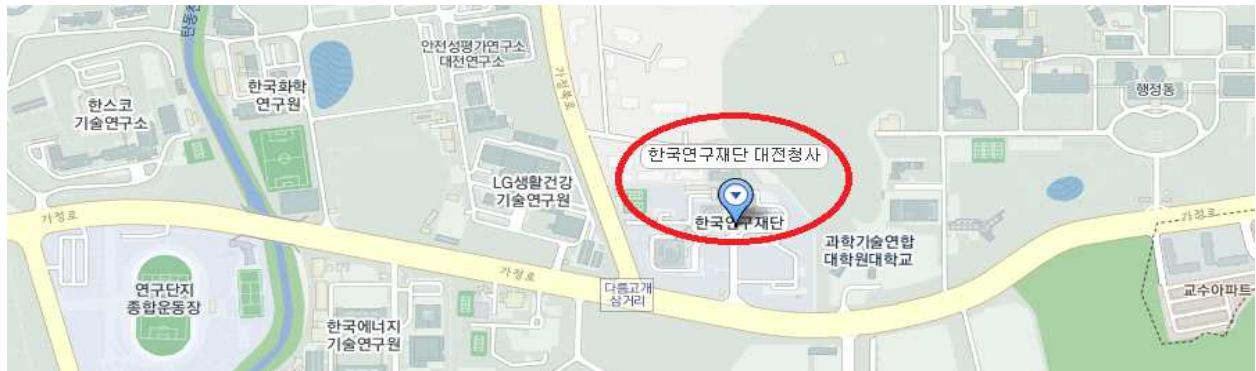 탄동천
안전성평가연구소
대전연구소
한국화학
연구원
가정북로
한스코
기술연구소
행정동
한국연구재단 대전청사
LG생활건강
기술연구원
한국연구재단
가정로
가정로
과학기술연합
대학원대학교
가정로
연구단지
종합운동장
다름고개
삼거리
교수아파트
한국에너지
기술연구원